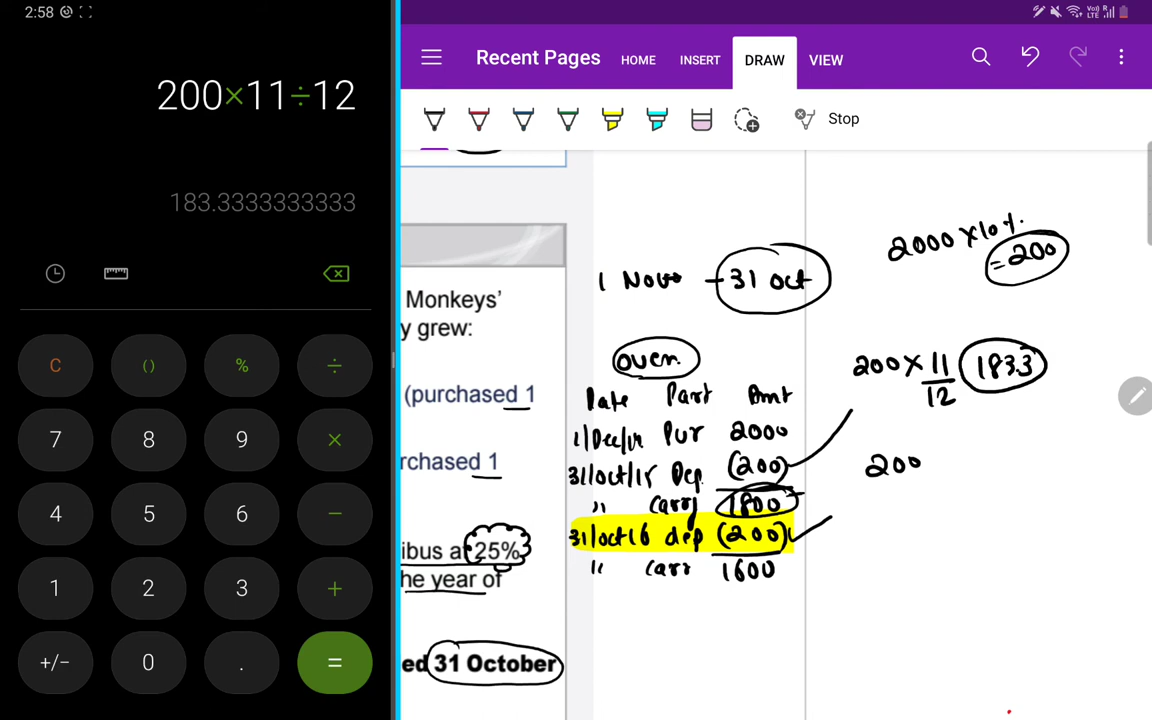 2:58
200×11÷12
183.3333333333
C
()
%
÷
7
8
9
×
4
5
6
−
1
2
3
+
+/−
0
.
=
Recent Pages
HOME
INSERT
DRAW
VIEW
Stop
Monkeys'
y grew:
(purchased 1
rchased 1
ibus at 25%
he year of
ed 31 October
1 Nov - 31 oct
2000 × 10%
= 200
oven
200 × 11/12 183.3
Date Part Amt
1/Dec/ Pur 2000
31/oct/15 Dep (200)
" carr 1800
31/oct 16 dep (200)
" carr 1600
200